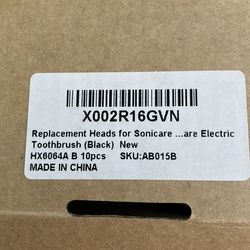 X002R16GVN
Replacement Heads for Sonicare ...are Electric
Toothbrush (Black) New
HX6064A B 10pcs SKU:AB015B
MADE IN CHINA